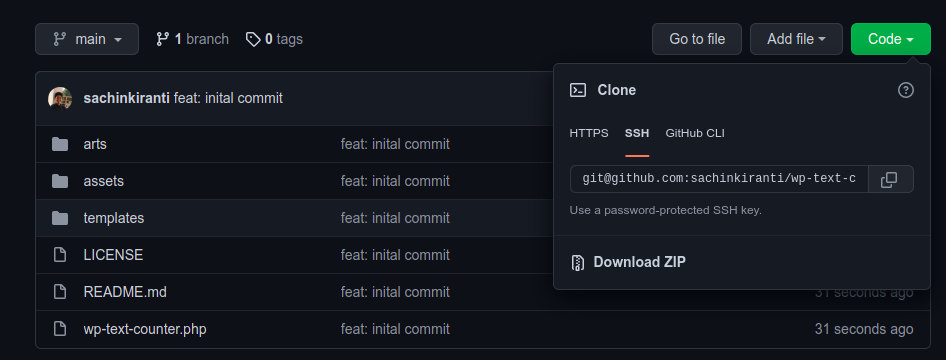 main 1 branch 0 tags Go to file Add file Code
sachinkiranti feat: inital commit
Clone
HTTPS SSH GitHub CLI
git@github.com:sachinkiranti/wp-text-c
Use a password-protected SSH key.
Download ZIP
arts feat: inital commit
assets feat: inital commit
templates feat: inital commit
LICENSE feat: inital commit
README.md feat: inital commit 31 seconds ago
wp-text-counter.php feat: inital commit 31 seconds ago